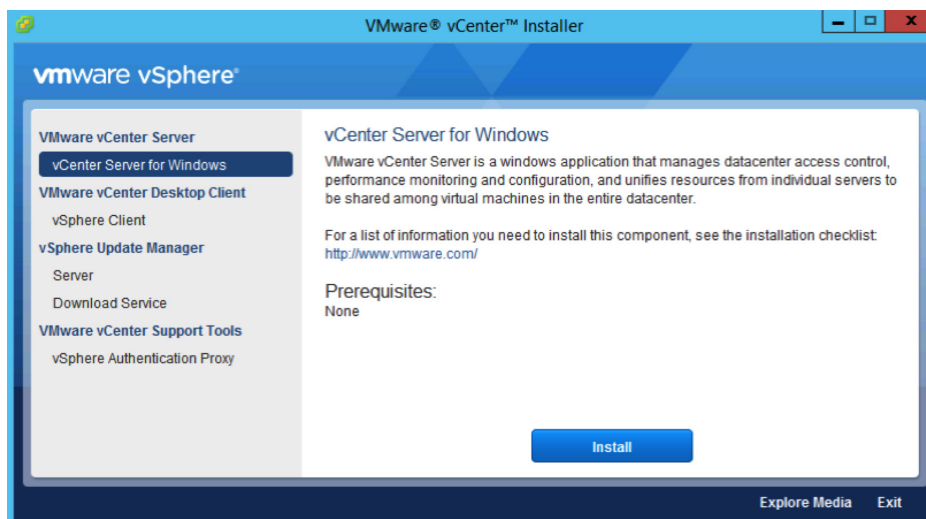 VMware® vCenter™ Installer
vmware vSphere®
VMware vCenter Server
vCenter Server for Windows
VMware vCenter Desktop Client
vSphere Client
vSphere Update Manager
Server
Download Service
VMware vCenter Support Tools
vSphere Authentication Proxy
vCenter Server for Windows
VMware vCenter Server is a windows application that manages datacenter access control,
performance monitoring and configuration, and unifies resources from individual servers to
be shared among virtual machines in the entire datacenter.
For a list of information you need to install this component, see the installation checklist:
http://www.vmware.com/
Prerequisites:
None
Install
Explore Media Exit